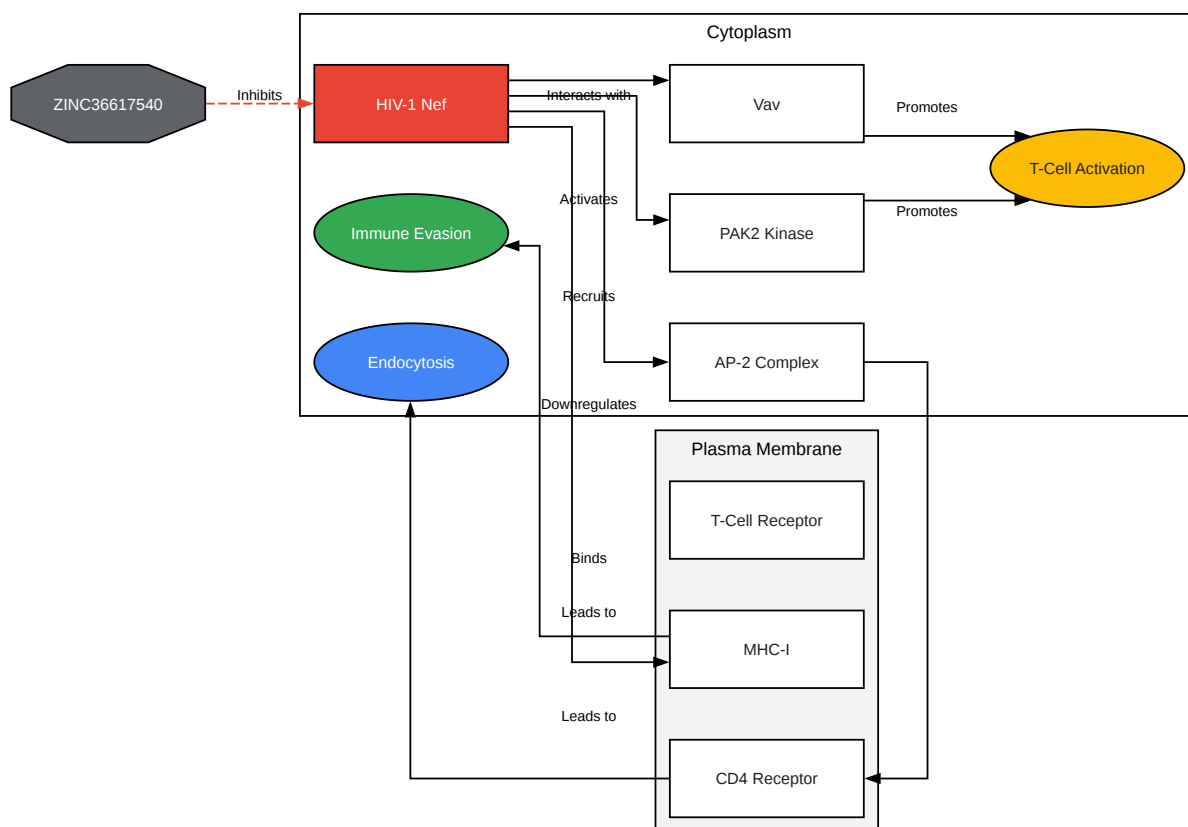 Cytoplasm
ZINC36617540
Inhibits
HIV-1 Nef
Interacts with
Vav
Promotes
T-Cell Activation
Activates
PAK2 Kinase
Promotes
Immune Evasion
Recruits
Endocytosis
AP-2 Complex
Downregulates
Plasma Membrane
T-Cell Receptor
Binds
Leads to
MHC-I
Leads to
CD4 Receptor